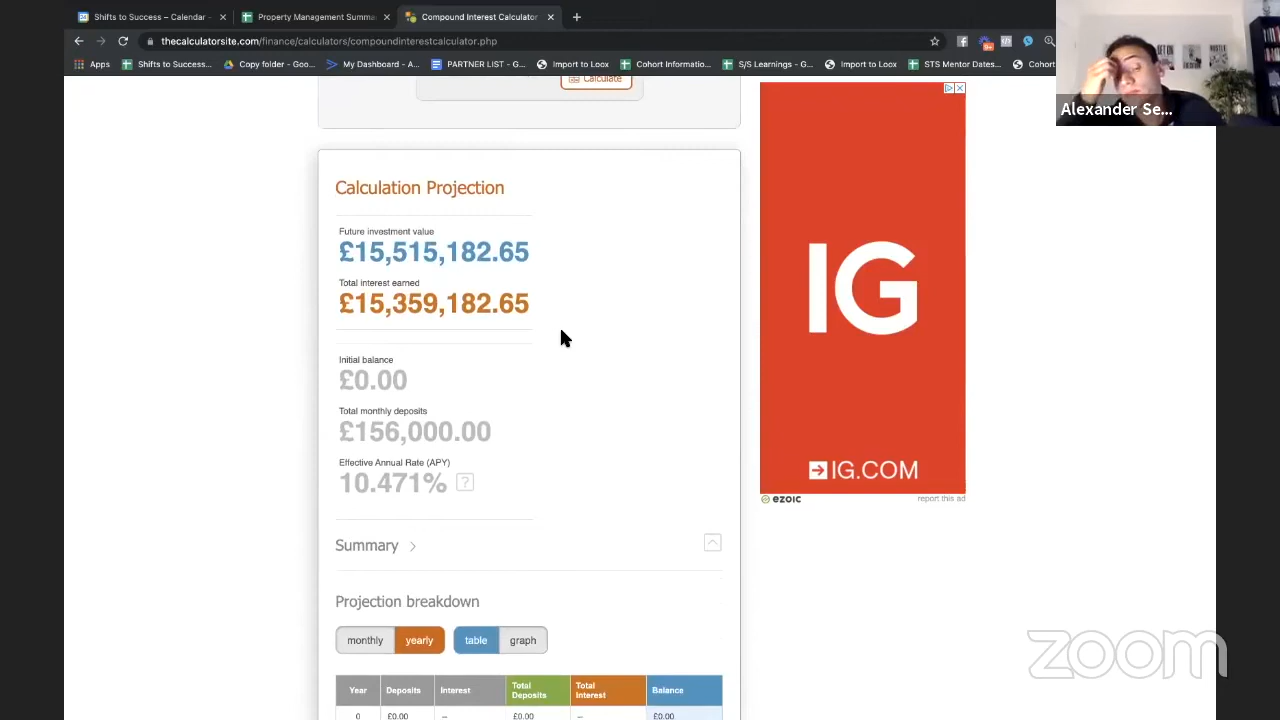 Shifts to Success – Calendar -
Property Management Summa
Compound Interest Calculator
thecalculatorsite.com/finance/calculators/compoundinterestcalculator.php
Apps
Shifts to Success...
Copy folder - Goo...
My Dashboard - A...
PARTNER LIST - G...
Import to Loox
Cohort Informati...
S/S Learnings - G...
Import to Loox
STS Mentor Dates...
Cohort
Alexander Se...
Calculate
Calculation Projection
Future investment value
£15,515,182.65
Total interest earned
£15,359,182.65
Initial balance
£0.00
Total monthly deposits
£156,000.00
Effective Annual Rate (APY)
10.471% ?
Summary
Projection breakdown
monthly yearly table graph
Year Deposits Interest Total Deposits Total Interest Balance
0 £0.00 – £0.00 – £0.00
IG
IG.COM
ezoic
report this ad
zoom